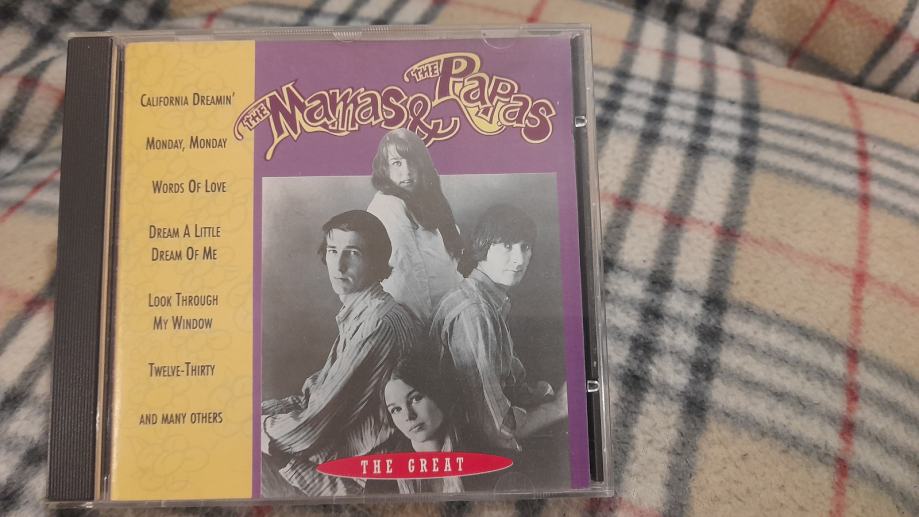 California Dreamin'
Monday, Monday
Words Of Love
Dream A Little
Dream Of Me
Look Through
My Window
Twelve-Thirty
and many others
The Mamas & The Papas
THE GREAT